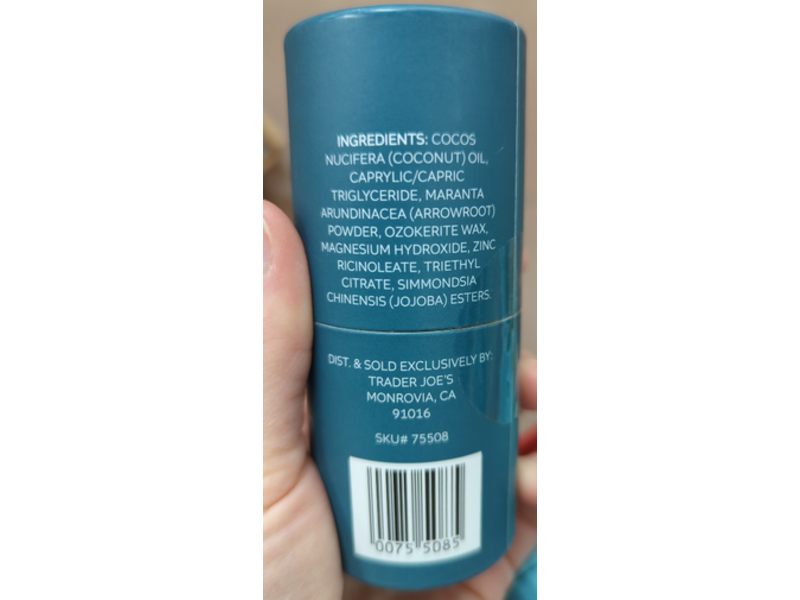 INGREDIENTS: COCOS
NUCIFERA (COCONUT) OIL,
CAPRYLIC/CAPRIC
TRIGLYCERIDE, MARANTA
ARUNDINACEA (ARROWROOT)
POWDER, OZOKERITE WAX,
MAGNESIUM HYDROXIDE, ZINC
RICINOLEATE, TRIETHYL
CITRATE, SIMMONDSIA
CHINENSIS (JOJOBA) ESTERS.
DIST. & SOLD EXCLUSIVELY BY:
TRADER JOE'S
MONROVIA, CA
91016
SKU# 75508
0075 5085